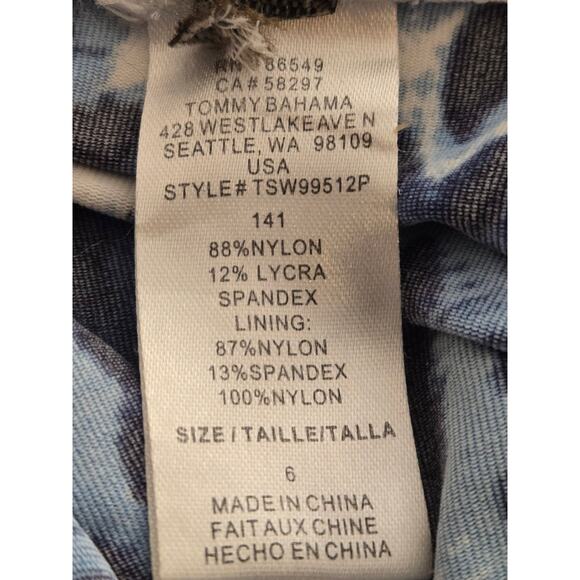 RN# 86549
CA# 58297
TOMMY BAHAMA
428 WESTLAKE AVE N
SEATTLE, WA 98109
USA
STYLE# TSW99512P
141
88%NYLON
12% LYCRA
SPANDEX
LINING:
87%NYLON
13%SPANDEX
100%NYLON
SIZE/TAILLE/TALLA
6
MADE IN CHINA
FAIT AUX CHINE
HECHO EN CHINA